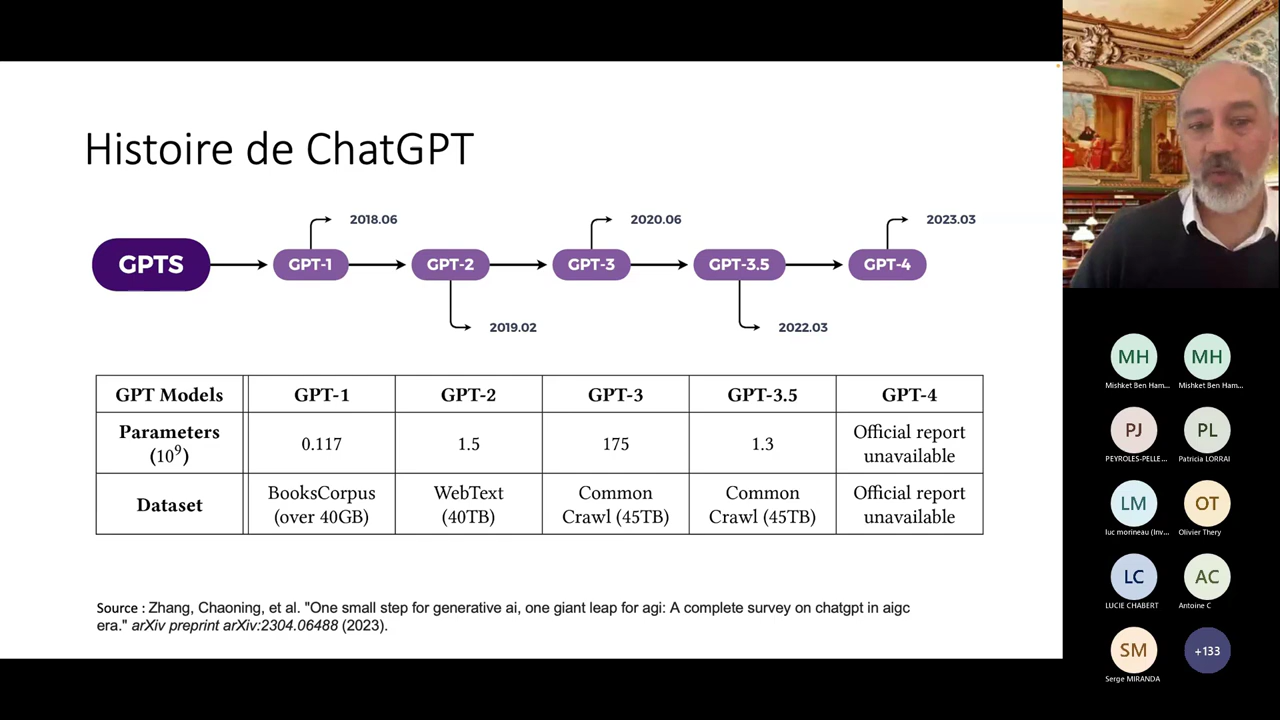 Histoire de ChatGPT
2018.06
2020.06
2023.03
GPTS
GPT-1
GPT-2
GPT-3
GPT-3.5
GPT-4
2019.02
2022.03
GPT Models GPT-1 GPT-2 GPT-3 GPT-3.5 GPT-4
Parameters (10⁹) 0.117 1.5 175 1.3 Official report unavailable
Dataset BooksCorpus (over 40GB) WebText (40TB) Common Crawl (45TB) Common Crawl (45TB) Official report unavailable
Source : Zhang, Chaoning, et al. "One small step for generative ai, one giant leap for agi: A complete survey on chatgpt in aigc
era." arXiv preprint arXiv:2304.06488 (2023).
MH MH
Mishket Ben Ham... Mishket Ben Ham...
PJ PL
PEYROLES-PELLE... Patricia LORRAI
LM OT
luc morineau (Inv... Olivier Thery
LC AC
LUCIE CHABERT Antoine C
SM +133
Serge MIRANDA